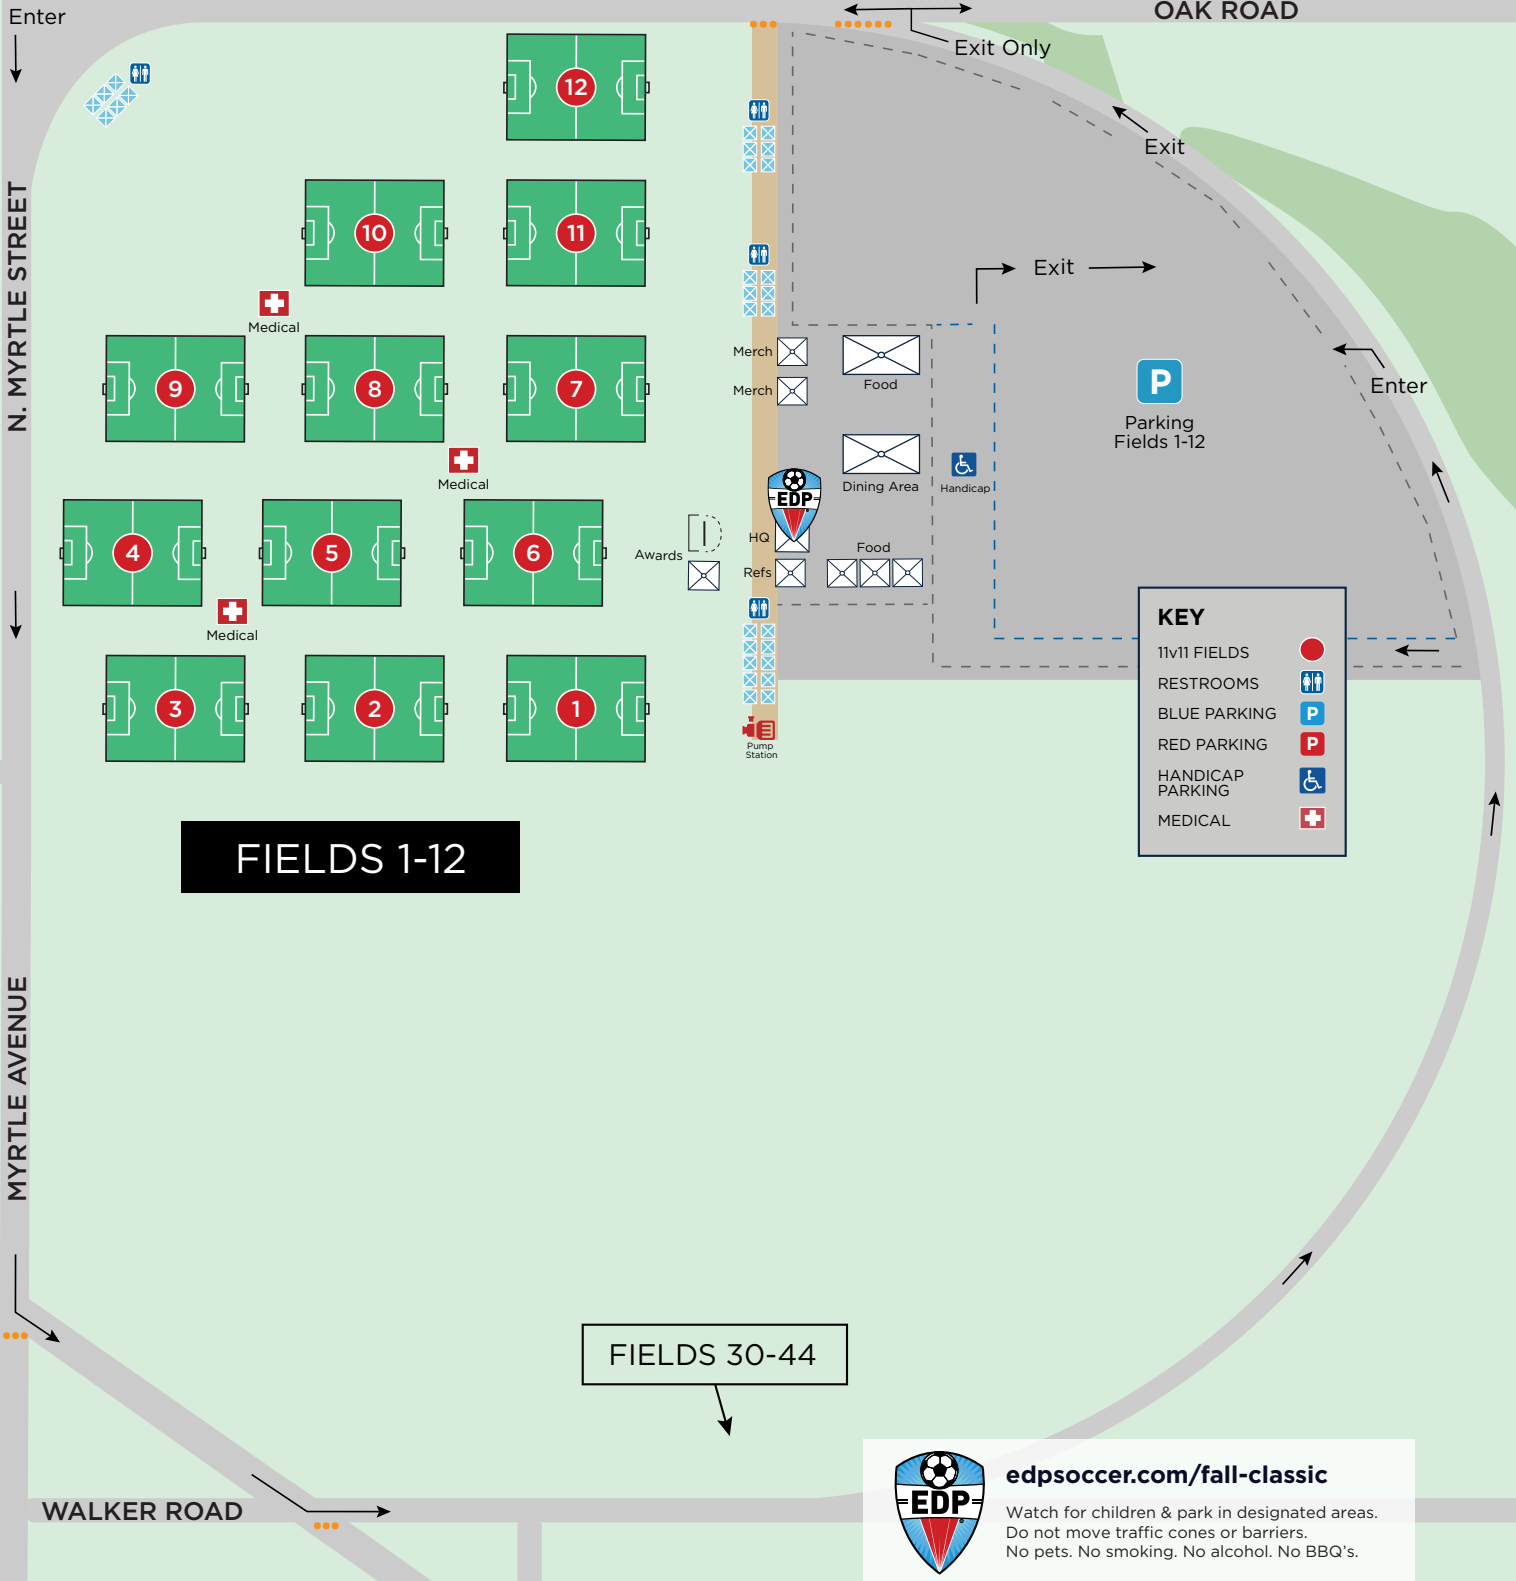 Enter
OAK ROAD
Exit Only
12
Exit
N. MYRTLE STREET
10
11
Exit
Medical
Merch
9
8
7
Food
Merch
P
Enter
Parking
Fields 1-12
Medical
Dining Area
Handicap
EDP
4
5
6
Awards
HQ
Food
Refs
Medical
3
2
1
Pump
Station
KEY
11v11 FIELDS
RESTROOMS
BLUE PARKING P
RED PARKING P
HANDICAP
PARKING
MEDICAL
FIELDS 1-12
MYRTLE AVENUE
FIELDS 30-44
WALKER ROAD
EDP
edpsoccer.com/fall-classic
Watch for children & park in designated areas.
Do not move traffic cones or barriers.
No pets. No smoking. No alcohol. No BBQ's.